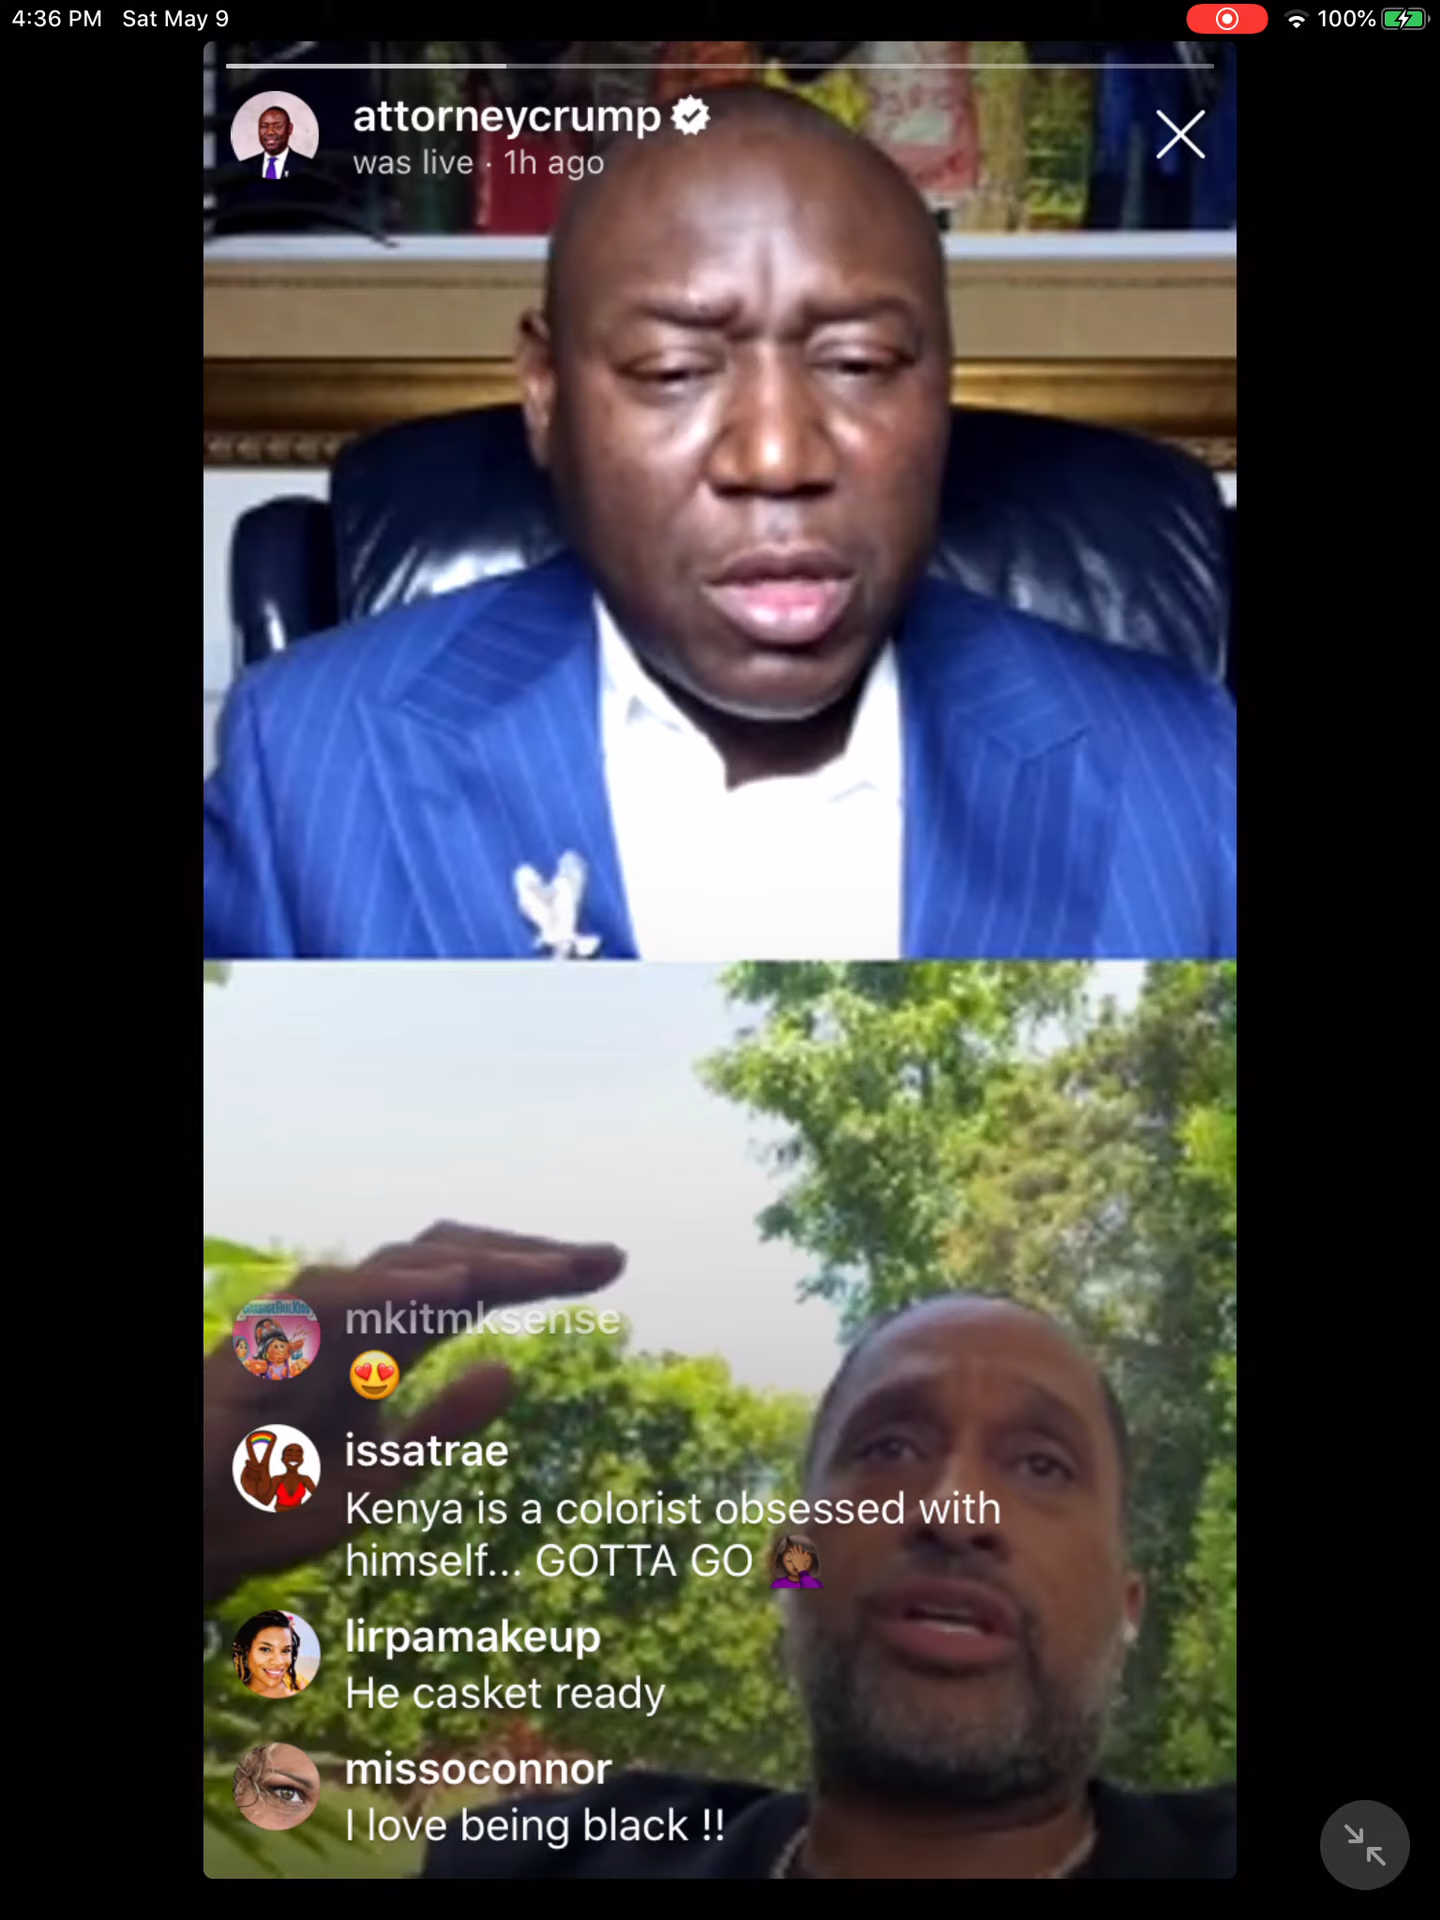 4:36 PM Sat May 9
100%
attorneycrump
was live · 1h ago
mkitmksense
😍
issatrae
Kenya is a colorist obsessed with
himself... GOTTA GO 🤦🏾‍♀️
lirpamakeup
He casket ready
missoconnor
I love being black !!